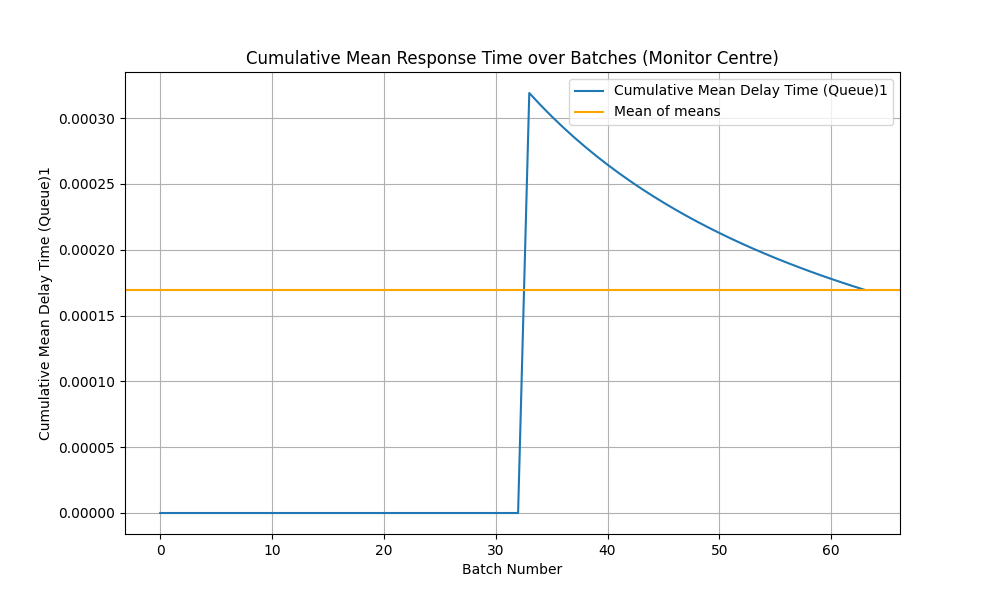 Cumulative Mean Response Time over Batches (Monitor Centre)
Cumulative Mean Delay Time (Queue)1
Mean of means
Cumulative Mean Delay Time (Queue)1
0.00030
0.00025
0.00020
0.00015
0.00010
0.00005
0.00000
0 10 20 30 40 50 60
Batch Number